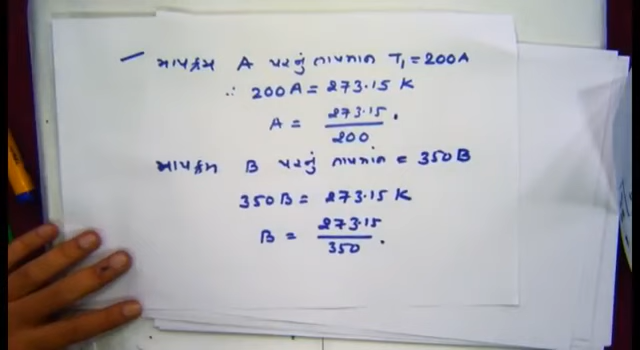 — માપક્રમ A પરનું તાપમાન T₁ = 200A
∴ 200A = 273.15 K
A = 273.15 / 200 .
માપક્રમ B પરનું તાપમાન = 350B
350B = 273.15 K
B = 273.15 / 350 .